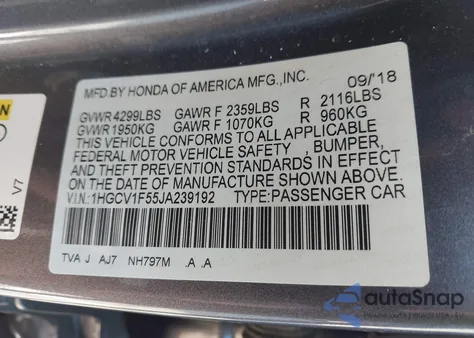 MFD.BY HONDA OF AMERICA MFG.,INC. 09/'18
GVWR 4299LBS GAWR F 2359LBS R 2116LBS
GVWR 1950KG GAWR F 1070KG R 960KG
THIS VEHICLE CONFORMS TO ALL APPLICABLE
FEDERAL MOTOR VEHICLE SAFETY , BUMPER,
AND THEFT PREVENTION STANDARDS IN EFFECT
ON THE DATE OF MANUFACTURE SHOWN ABOVE.
V.I.N.:1HGCV1F55JA239192 TYPE:PASSENGER CAR
TVA J AJ7 NH797M .A .A
V7
autoSnap